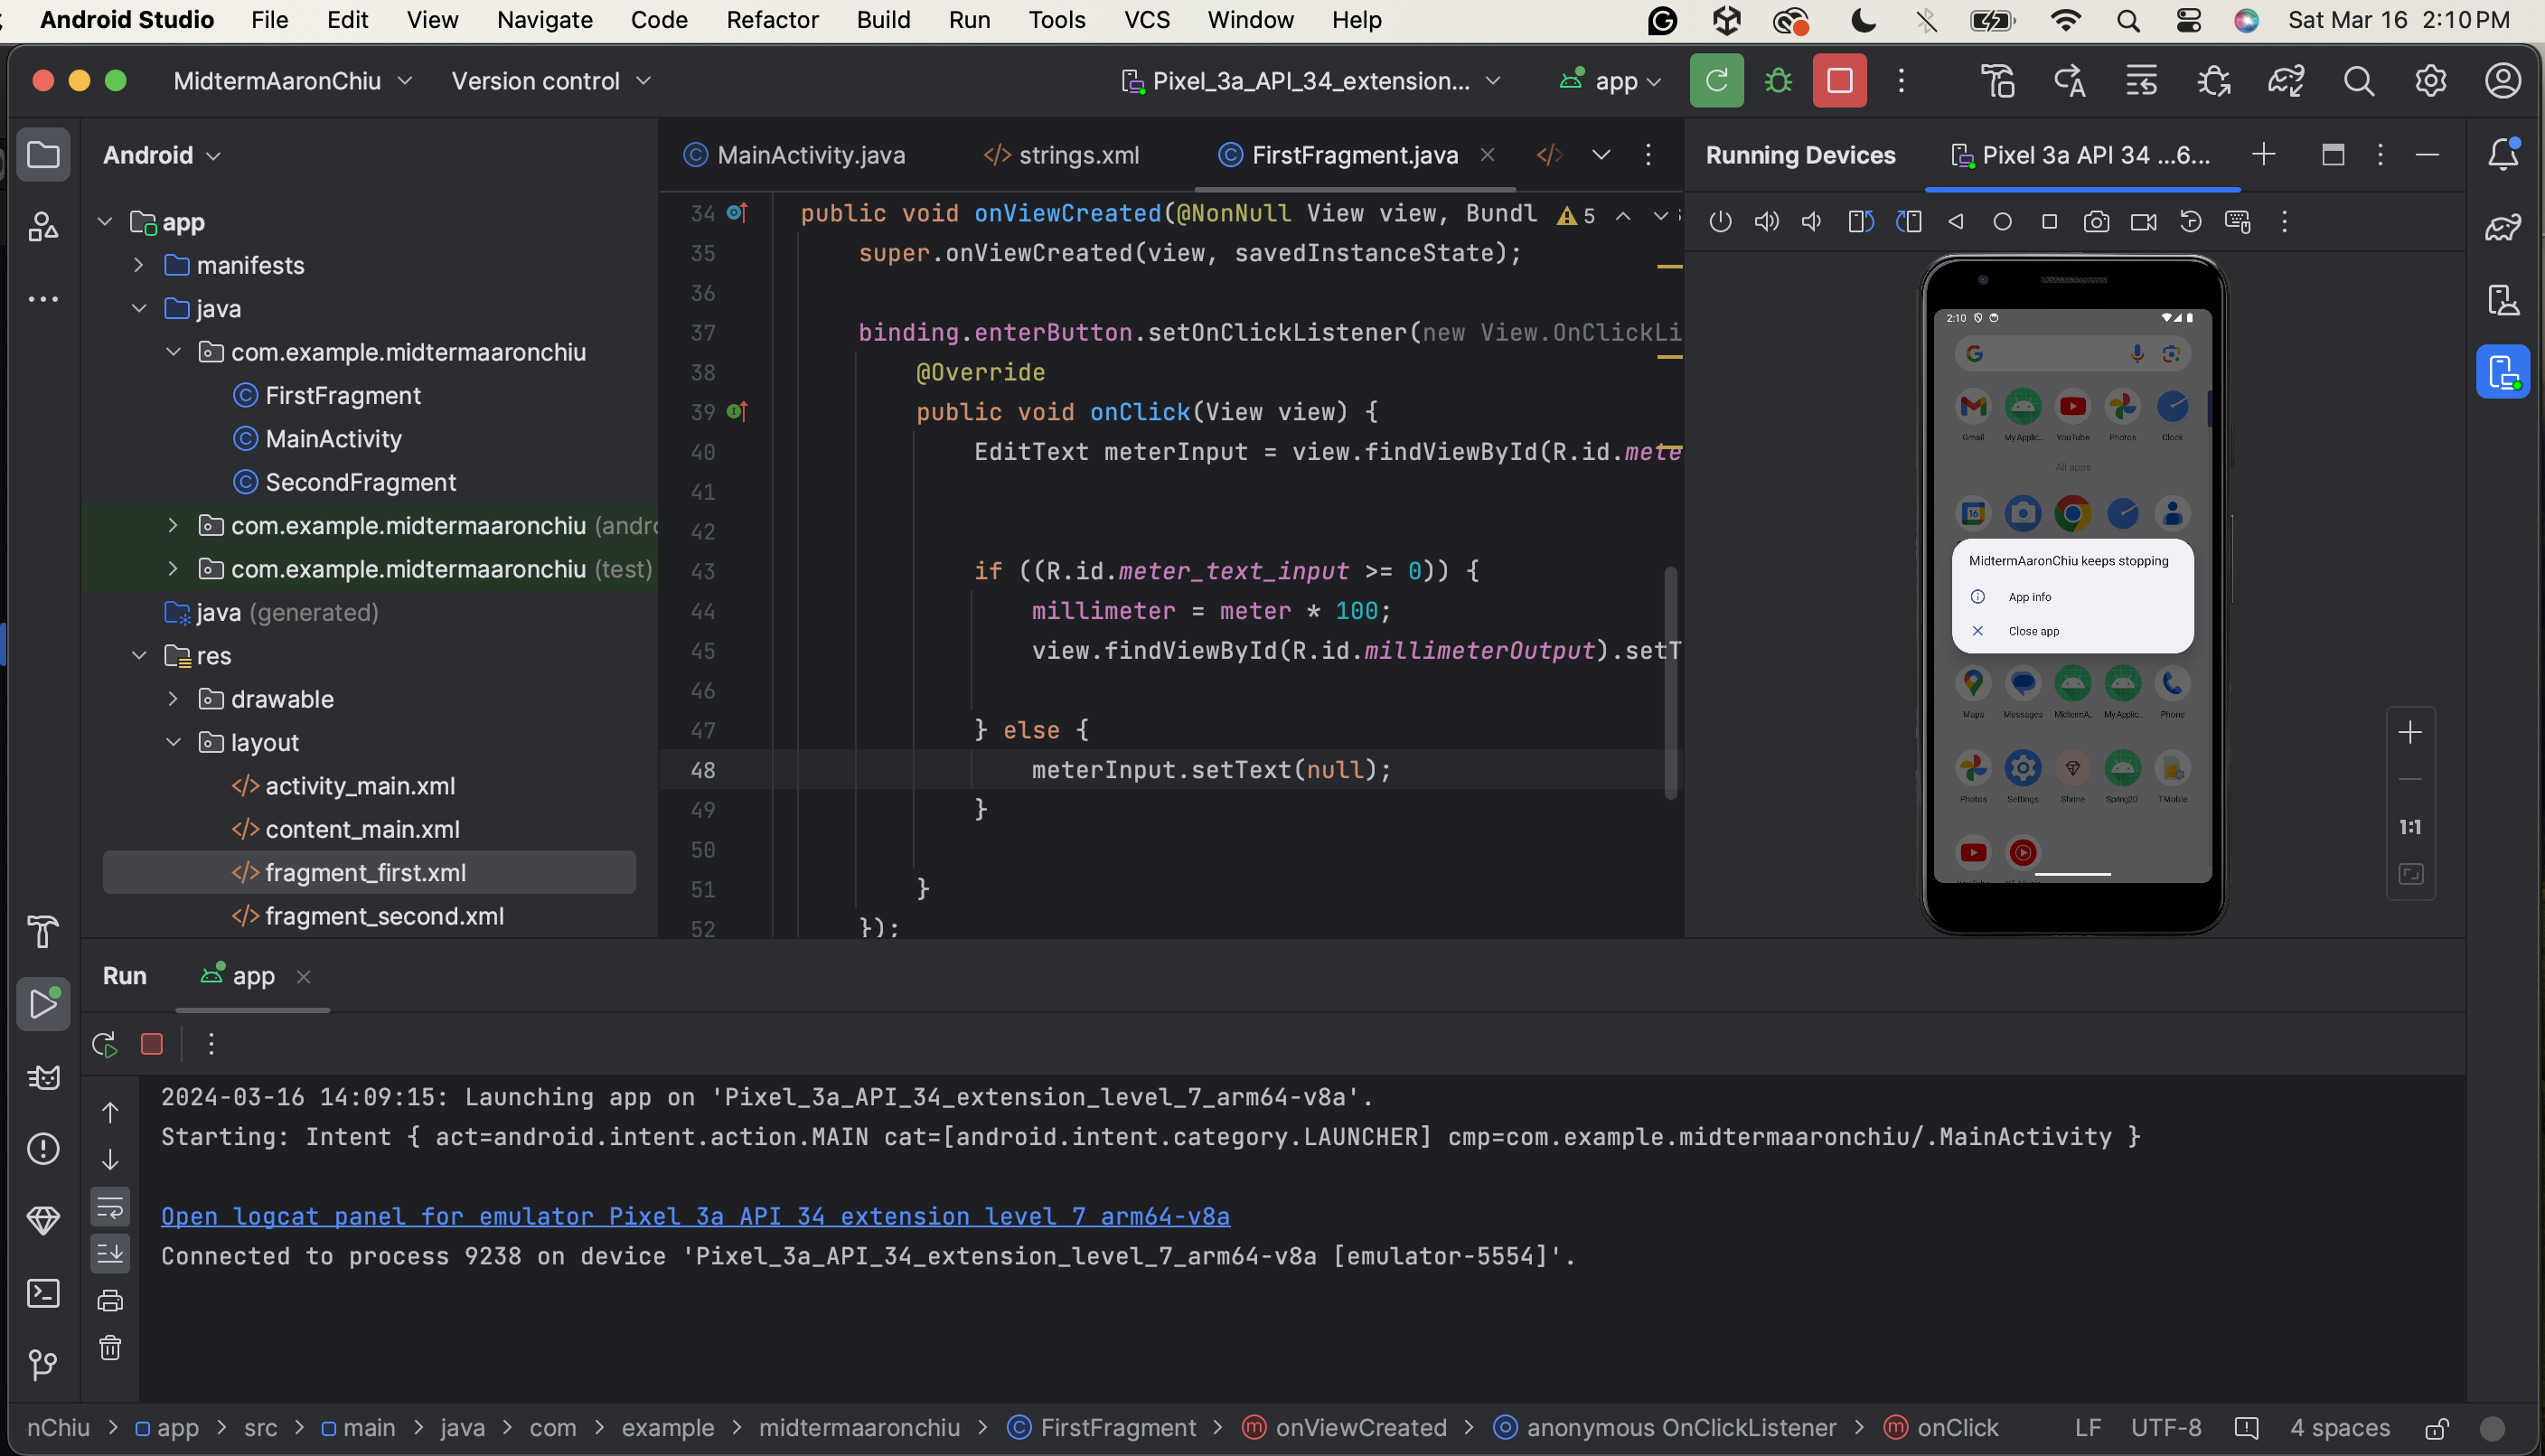 Android Studio File Edit View Navigate Code Refactor Build Run Tools VCS Window Help Sat Mar 16 2:10 PM
MidtermAaronChiu Version control Pixel_3a_API_34_extension... app
Android
app
manifests
java
com.example.midtermaaronchiu
FirstFragment
MainActivity
SecondFragment
com.example.midtermaaronchiu (andro
com.example.midtermaaronchiu (test)
java (generated)
res
drawable
layout
activity_main.xml
content_main.xml
fragment_first.xml
fragment_second.xml
MainActivity.java strings.xml FirstFragment.java
34 public void onViewCreated(@NonNull View view, Bundl 5
35 super.onViewCreated(view, savedInstanceState);
36
37 binding.enterButton.setOnClickListener(new View.OnClickLi
38 @Override
39 public void onClick(View view) {
40 EditText meterInput = view.findViewById(R.id.mete
41
42
43 if ((R.id.meter_text_input >= 0)) {
44 millimeter = meter * 100;
45 view.findViewById(R.id.millimeterOutput).setT
46
47 } else {
48 meterInput.setText(null);
49 }
50
51 }
52 });
Running Devices Pixel 3a API 34 ...6...
2:10
Gmail MyApplic... YouTube Photos Clock
All apps
16
MidtermAaronChiu keeps stopping
App info
Close app
Maps Messages MidtermA.. MyApplic... Phone
Photos Settings Shrine Spring20.. TMoble
1:1
Run app
2024-03-16 14:09:15: Launching app on 'Pixel_3a_API_34_extension_level_7_arm64-v8a'.
Starting: Intent { act=android.intent.action.MAIN cat=[android.intent.category.LAUNCHER] cmp=com.example.midtermaaronchiu/.MainActivity }
Open logcat panel for emulator Pixel 3a API 34 extension level 7 arm64-v8a
Connected to process 9238 on device 'Pixel_3a_API_34_extension_level_7_arm64-v8a [emulator-5554]'.
nChiu > app > src > main > java > com > example > midtermaaronchiu > FirstFragment > onViewCreated > anonymous OnClickListener > onClick LF UTF-8 4 spaces